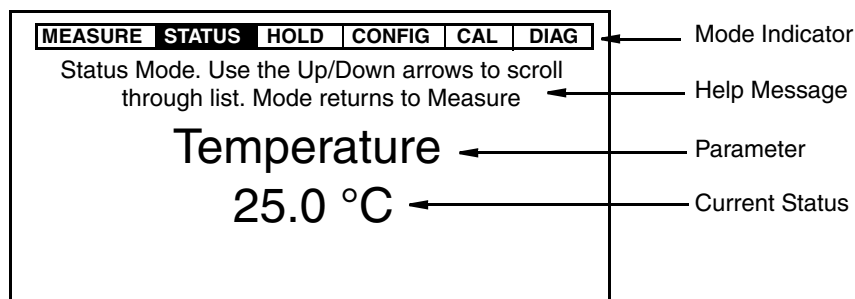 MEASURE STATUS HOLD CONFIG CAL DIAG
Mode Indicator
Status Mode. Use the Up/Down arrows to scroll
through list. Mode returns to Measure
Help Message
Temperature
Parameter
25.0 °C
Current Status